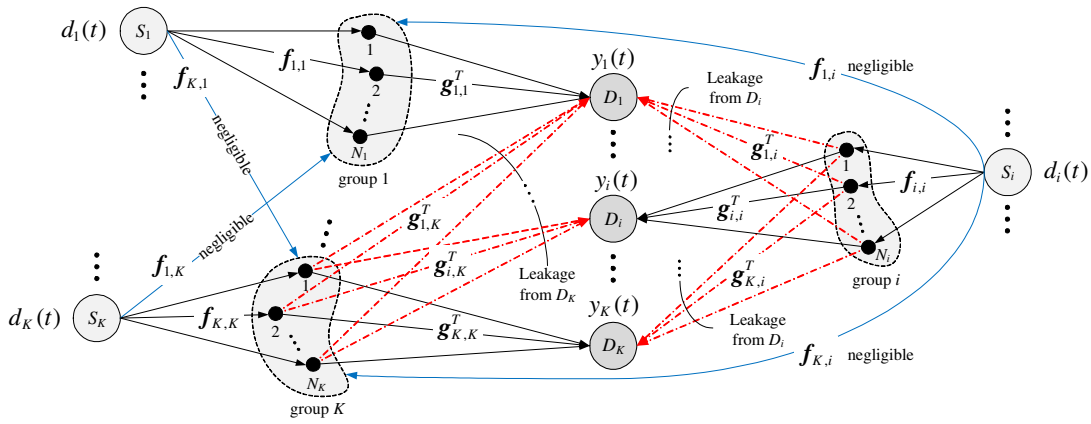 d_1(t)
S_1
f_{K,1}
f_{1,1}
1
2
N_1
group 1
g_{1,1}^T
y_1(t)
D_1
Leakage
from D_i
f_{1,i} negligible
negligible
negligible
f_{1,K}
g_{1,i}^T
1
2
N_i
group i
f_{i,i}
S_i
d_i(t)
y_i(t)
D_i
g_{i,i}^T
g_{1,K}^T
g_{i,K}^T
Leakage
from D_K
g_{K,i}^T
Leakage
from D_i
d_K(t)
S_K
f_{K,K}
1
2
N_K
group K
g_{K,K}^T
y_K(t)
D_K
f_{K,i} negligible